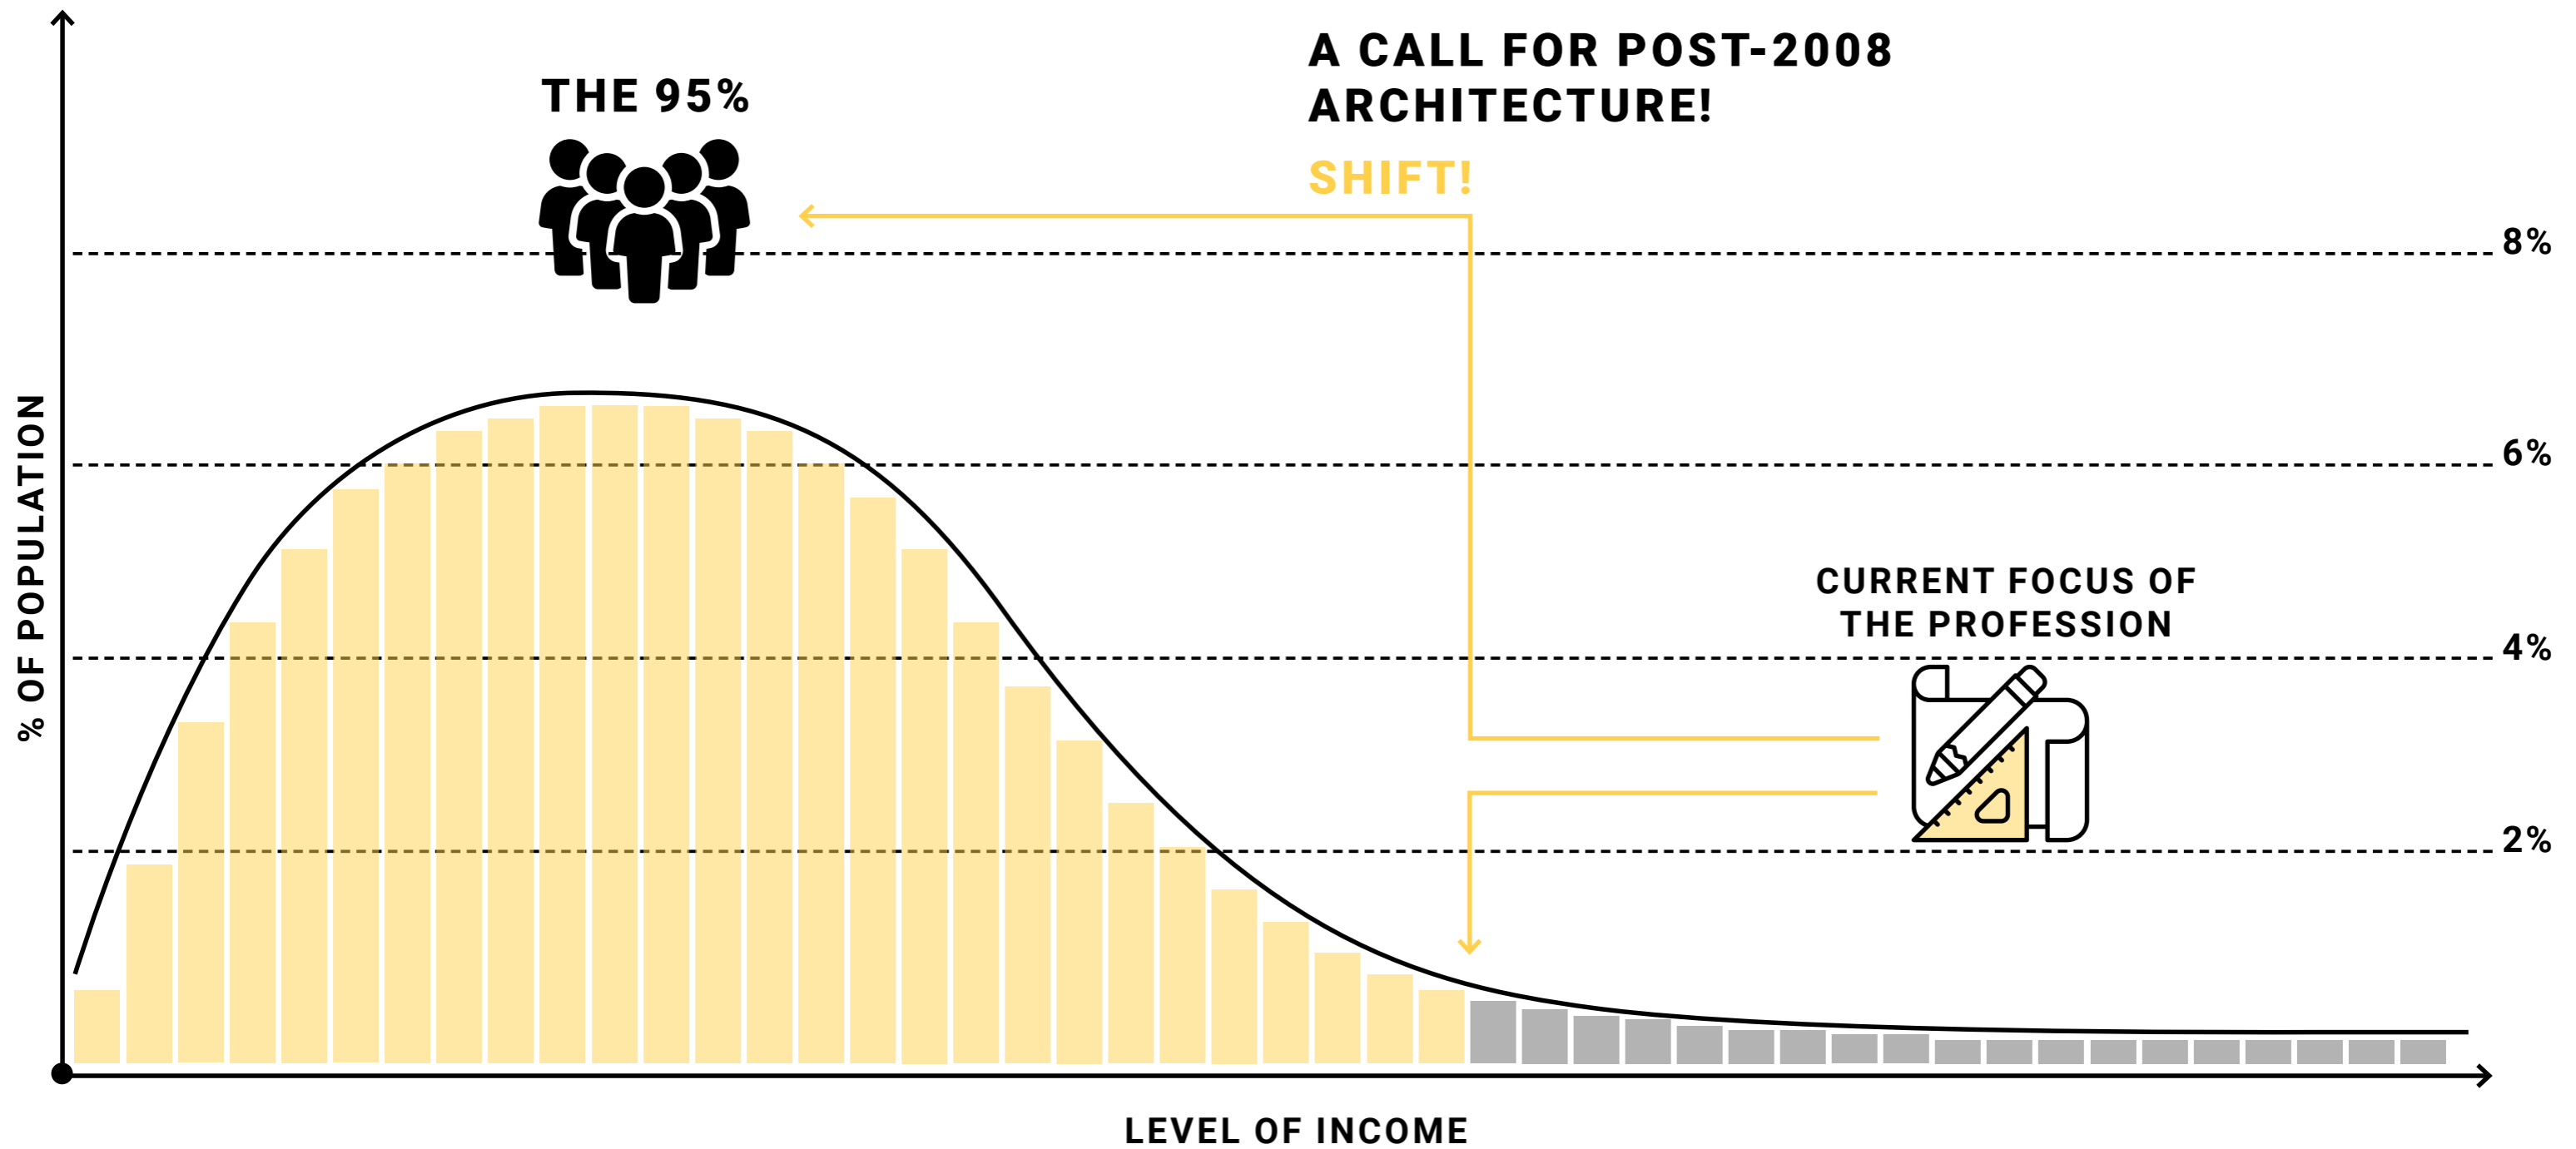 THE 95%
A CALL FOR POST-2008
ARCHITECTURE!
SHIFT!
8%
6%
CURRENT FOCUS OF
THE PROFESSION
4%
2%
% OF POPULATION
LEVEL OF INCOME